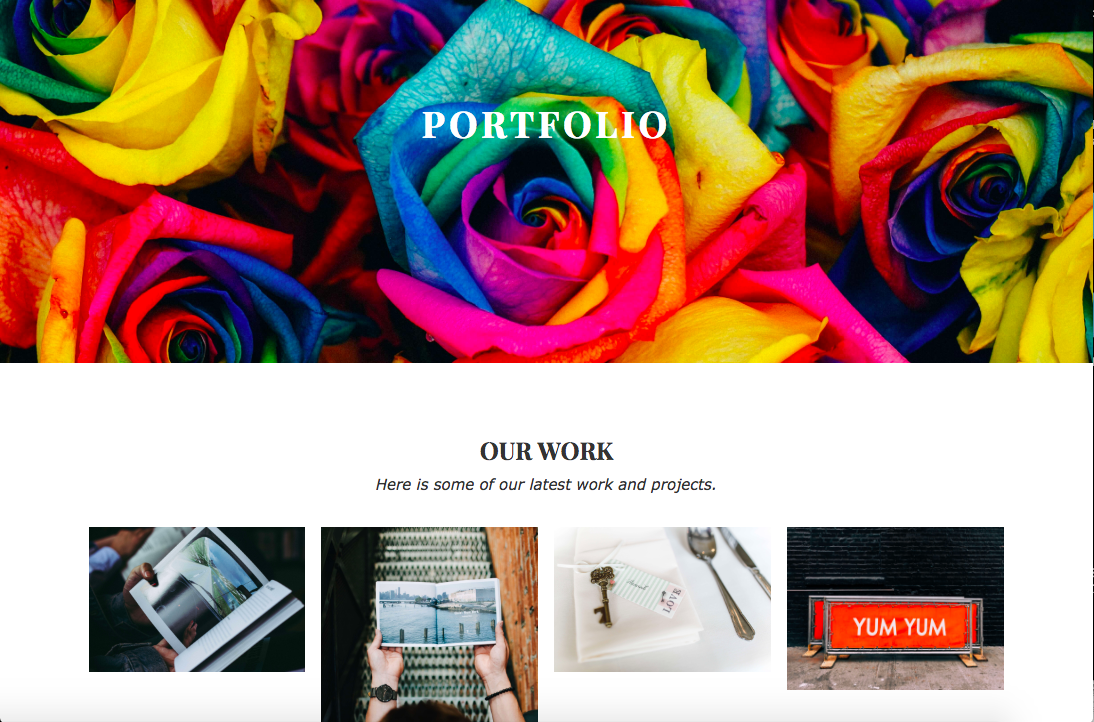 PORTFOLIO
OUR WORK
Here is some of our latest work and projects.
LOVE
YUM YUM